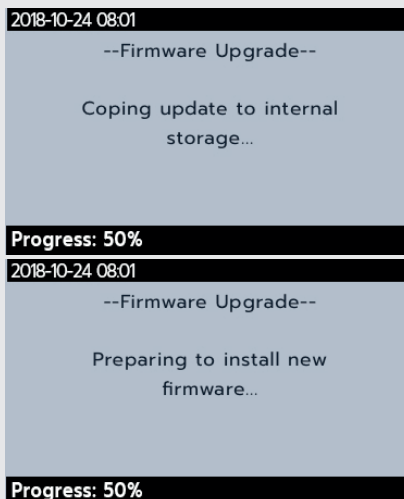 2018-10-24 08:01
--Firmware Upgrade--
Coping update to internal
storage...
Progress: 50%
2018-10-24 08:01
--Firmware Upgrade--
Preparing to install new
firmware...
Progress: 50%